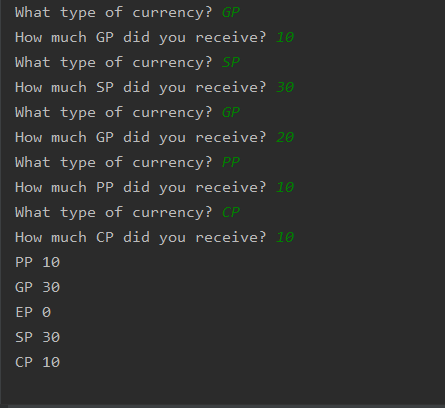 What type of currency? GP
How much GP did you receive? 10
What type of currency? SP
How much SP did you receive? 30
What type of currency? GP
How much GP did you receive? 20
What type of currency? PP
How much PP did you receive? 10
What type of currency? CP
How much CP did you receive? 10
PP 10
GP 30
EP 0
SP 30
CP 10